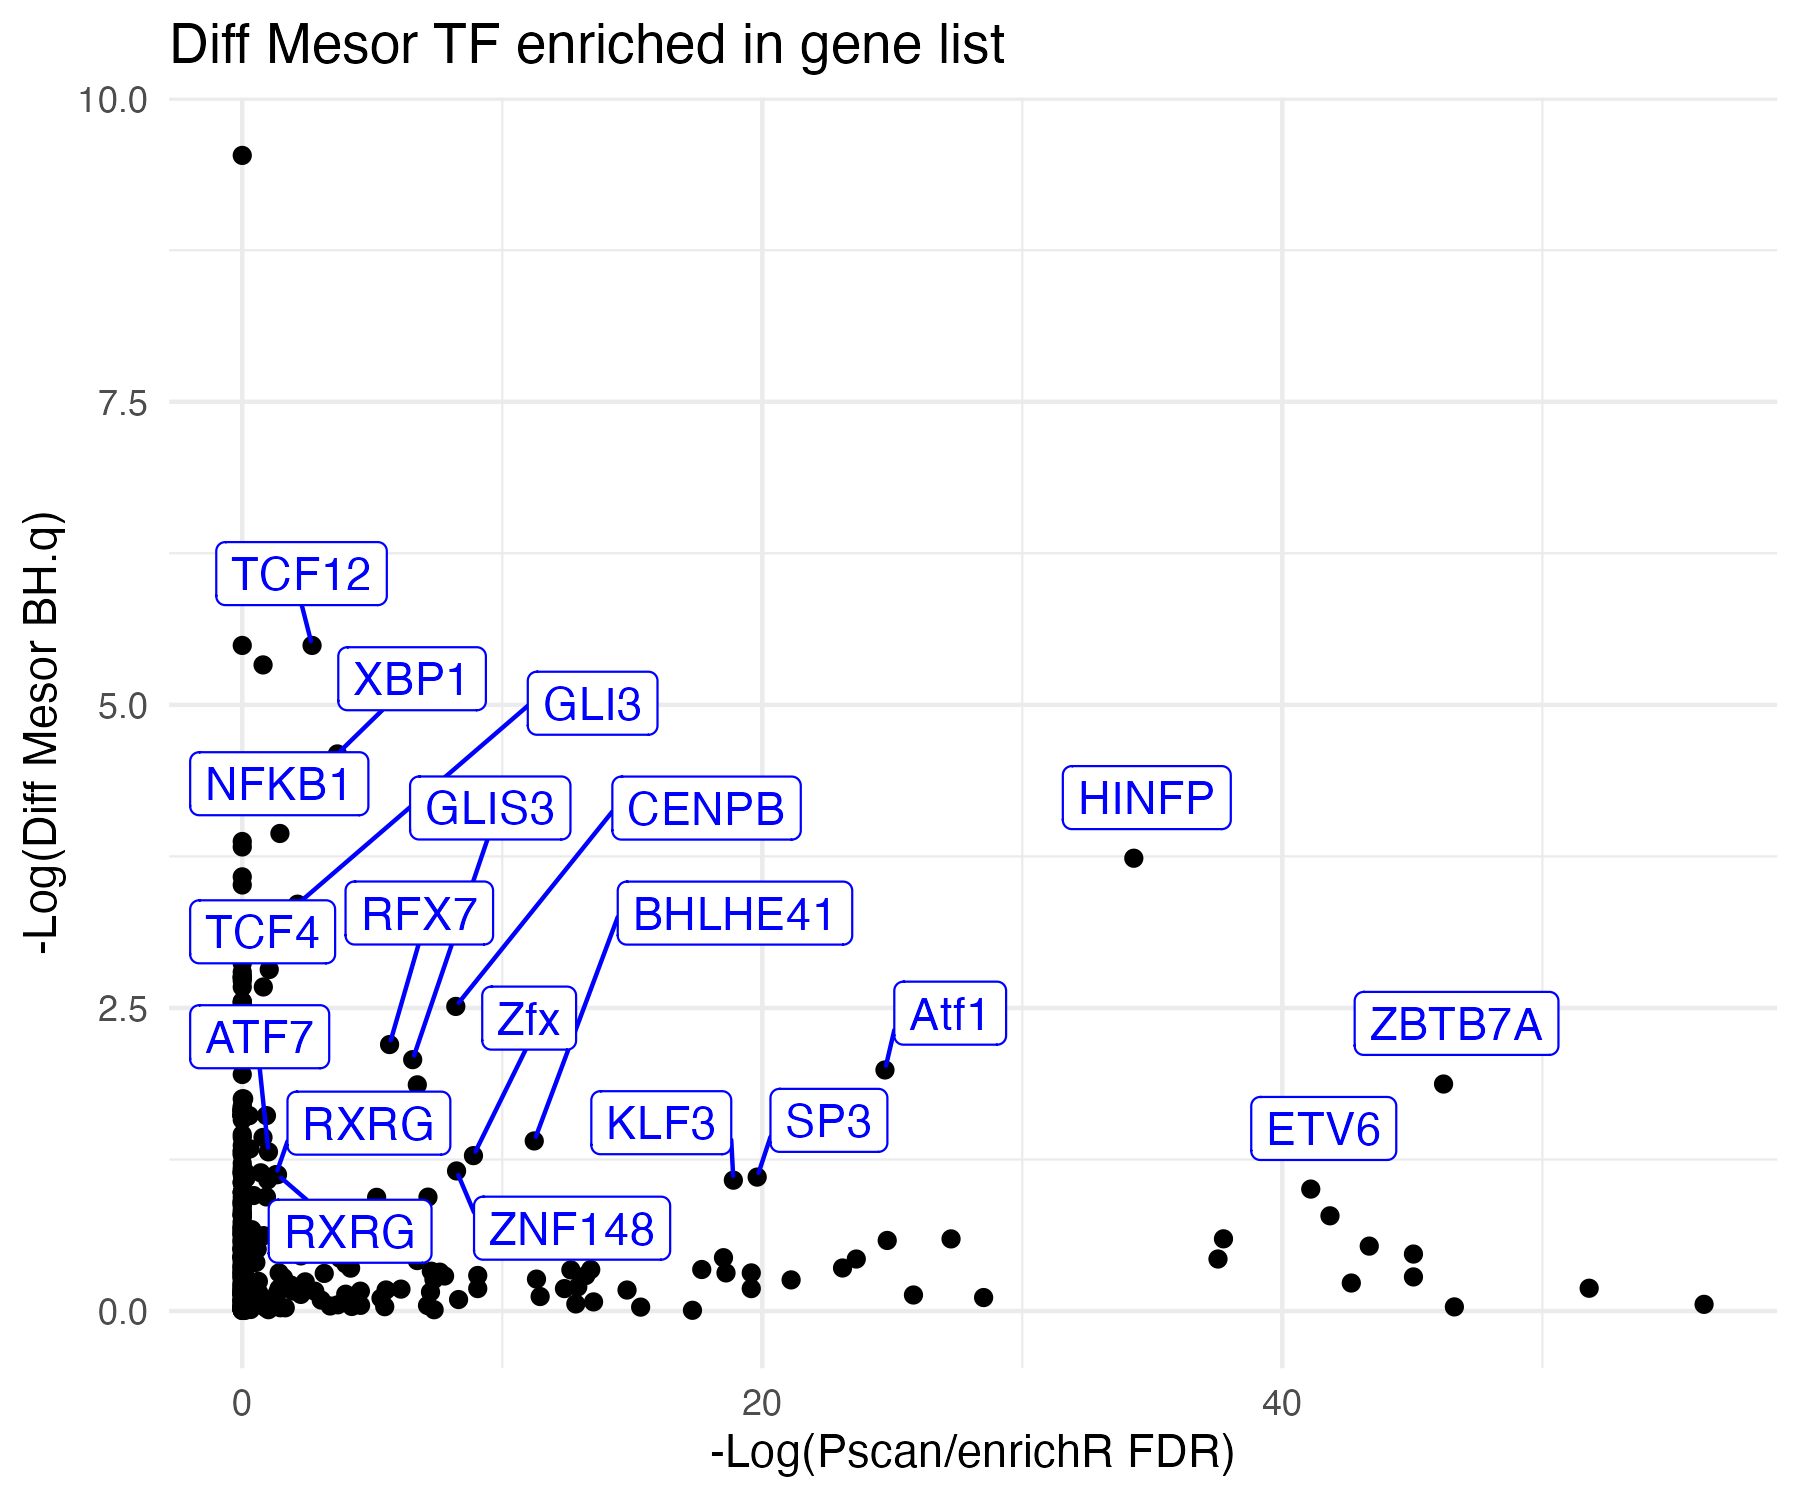 Diff Mesor TF enriched in gene list
-Log(Diff Mesor BH.q)
10.0
7.5
5.0
2.5
0.0
TCF12
XBP1
GLI3
NFKB1
GLIS3
CENPB
HINFP
TCF4
RFX7
BHLHE41
ATF7
Zfx
Atf1
ZBTB7A
RXRG
KLF3
SP3
ETV6
RXRG
ZNF148
0
20
40
-Log(Pscan/enrichR FDR)